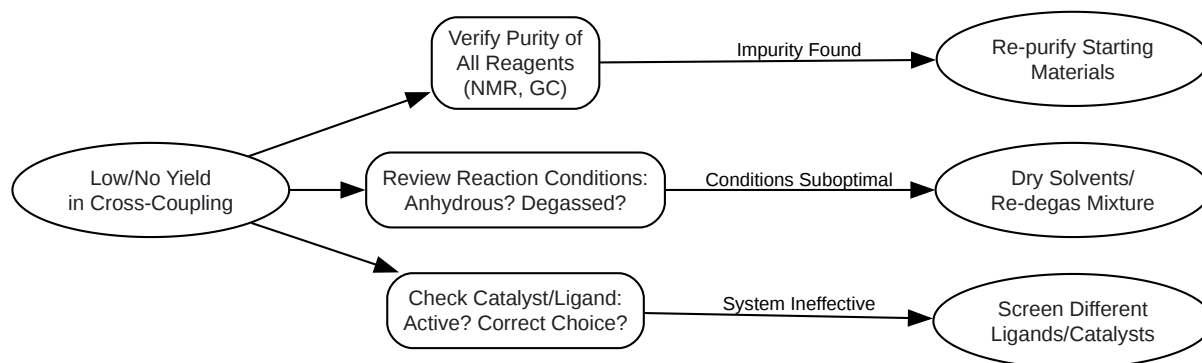 Low/No Yield
in Cross-Coupling
Verify Purity of
All Reagents
(NMR, GC)
Impurity Found
Re-purify Starting
Materials
Review Reaction Conditions:
Anhydrous? Degassed?
Conditions Suboptimal
Dry Solvents/
Re-degas Mixture
Check Catalyst/Ligand:
Active? Correct Choice?
System Ineffective
Screen Different
Ligands/Catalysts